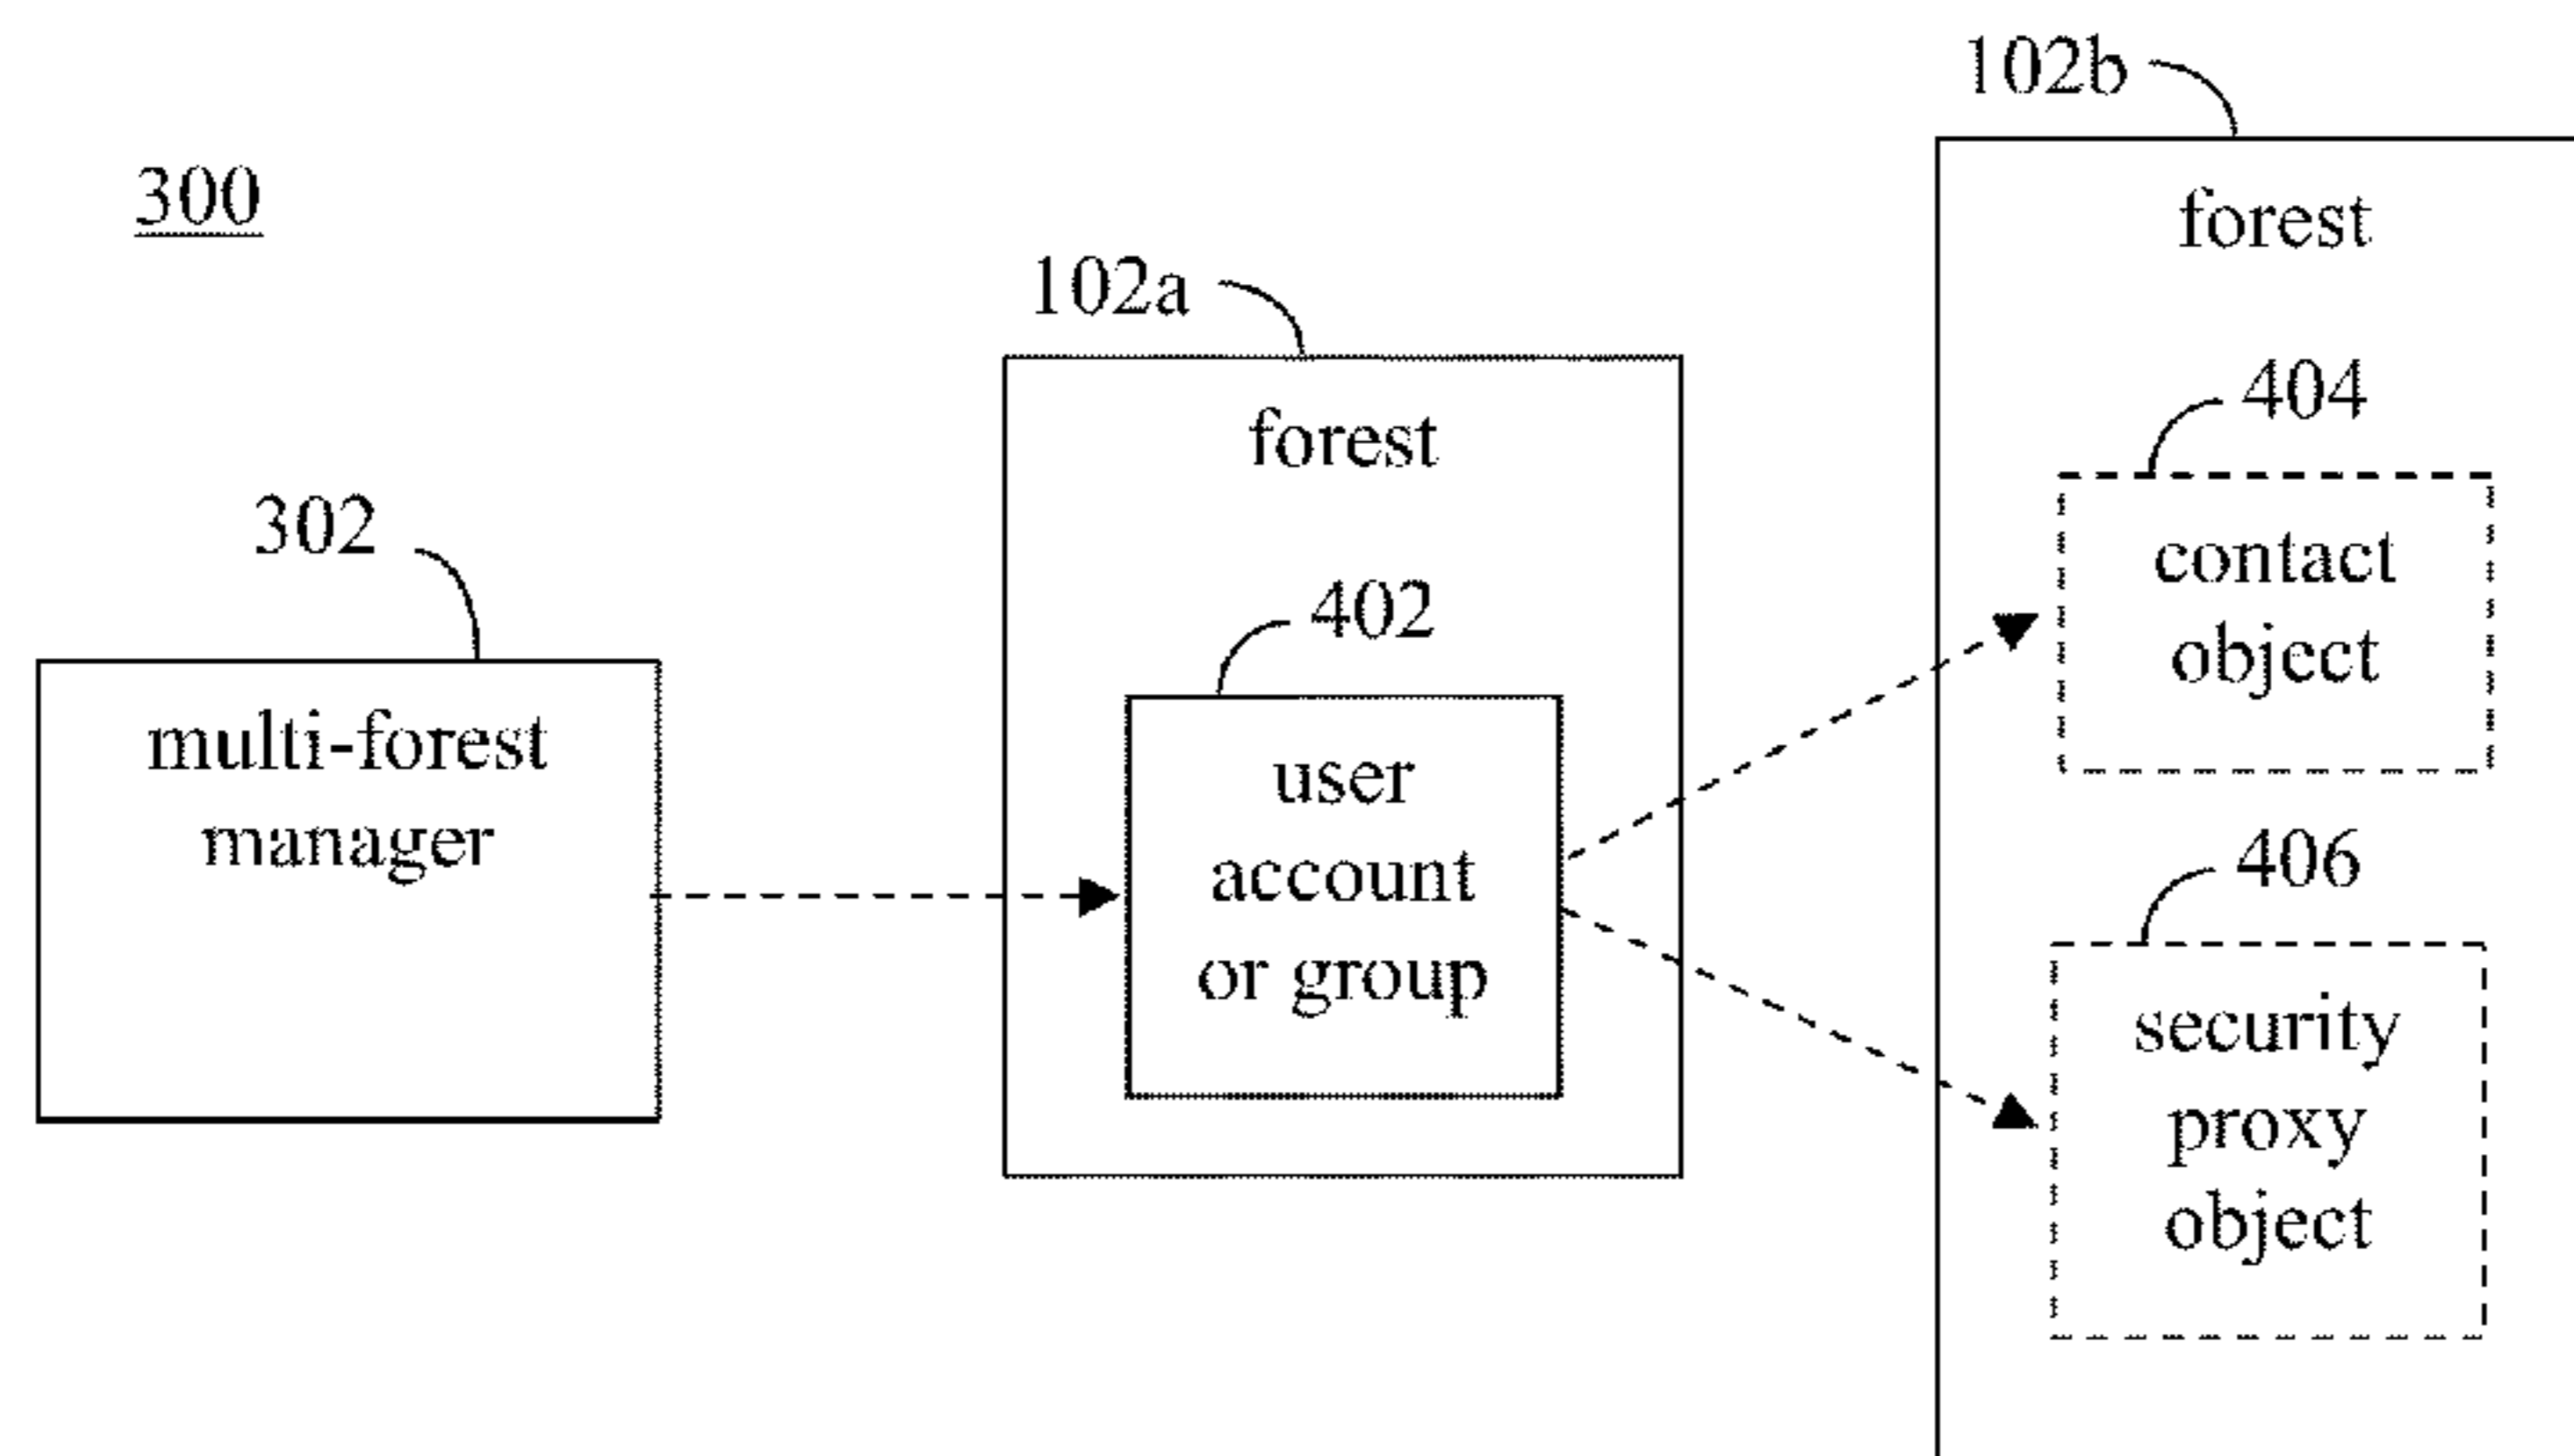 300
302
multi-forest
manager
102a
forest
402
user
account
or group
102b
forest
404
contact
object
406
security
proxy
object